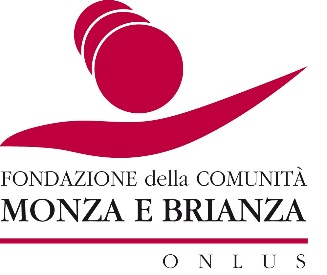 FONDAZIONE della COMUNITÀ
MONZA E BRIANZA
ONLUS